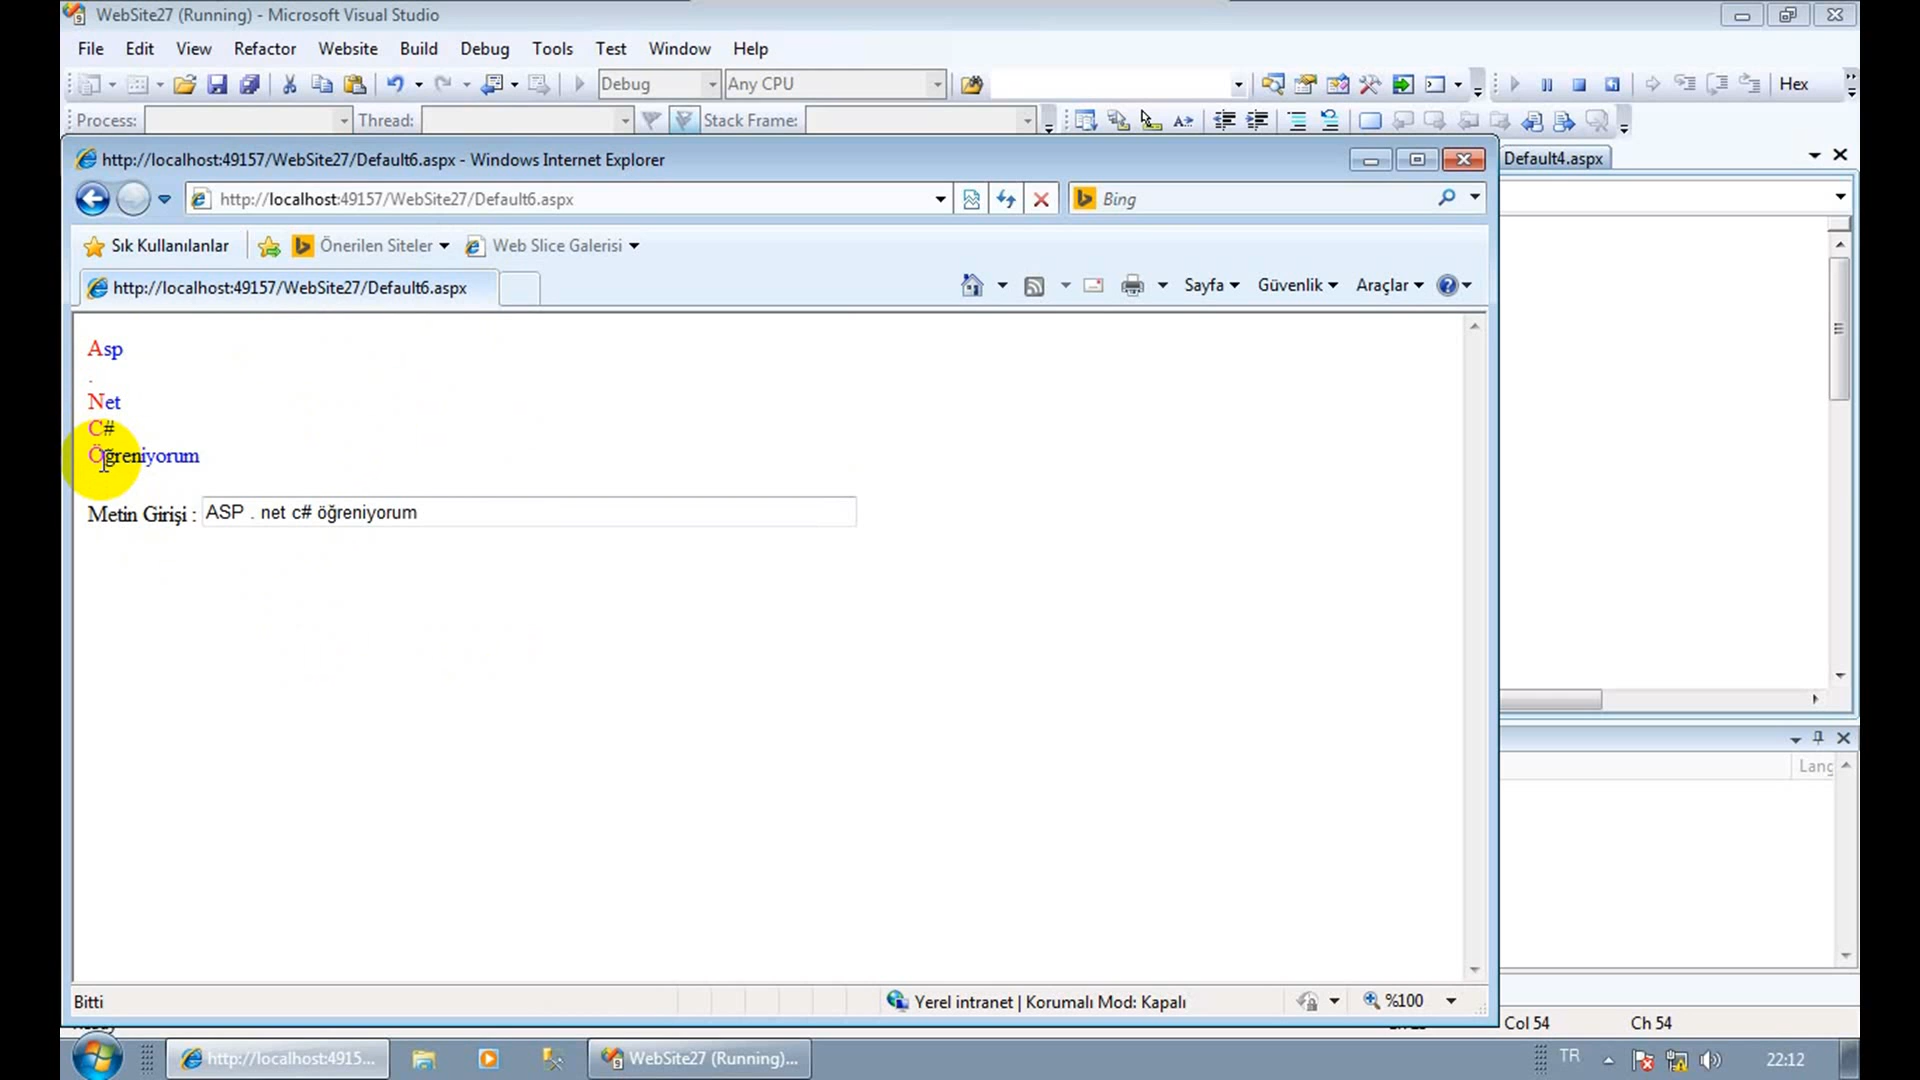 WebSite27 (Running) - Microsoft Visual Studio
File Edit View Refactor Website Build Debug Tools Test Window Help
Debug Any CPU Hex
Process: Thread: Stack Frame:
http://localhost:49157/WebSite27/Default6.aspx - Windows Internet Explorer
Default4.aspx
http://localhost:49157/WebSite27/Default6.aspx
Bing
Sık Kullanılanlar Önerilen Siteler Web Slice Galerisi
http://localhost:49157/WebSite27/Default6.aspx
Sayfa Güvenlik Araçlar
Asp
.
Net
C#
Öğreniyorum
Metin Girişi : ASP . net c# öğreniyorum
Lang
Bitti
Yerel intranet | Korumalı Mod: Kapalı
%100
Col 54 Ch 54
http://localhost:4915...
WebSite27 (Running)...
TR
22:12